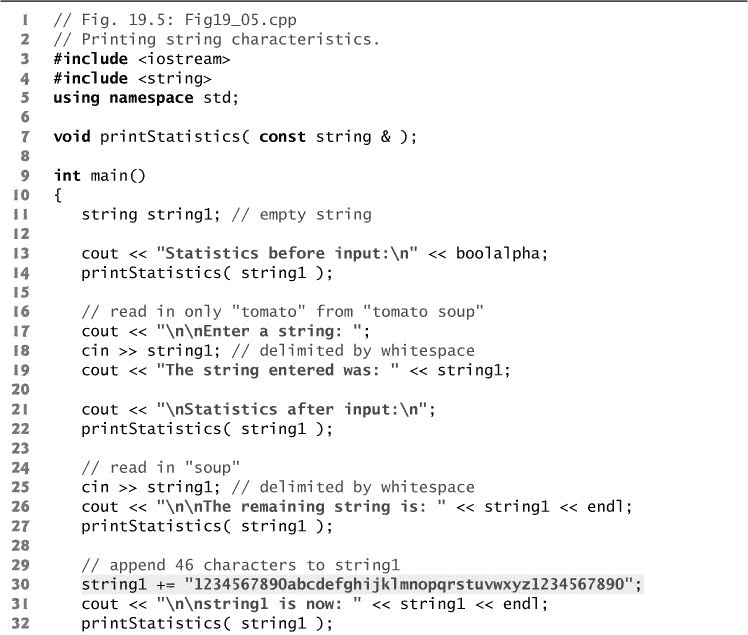 1 // Fig. 19.5: Fig19_05.cpp
2 // Printing string characteristics.
3 #include <iostream>
4 #include <string>
5 using namespace std;
6
7 void printStatistics( const string & );
8
9 int main()
10 {
11 string string1; // empty string
12
13 cout << "Statistics before input:\n" << boolalpha;
14 printStatistics( string1 );
15
16 // read in only "tomato" from "tomato soup"
17 cout << "\n\nEnter a string: ";
18 cin >> string1; // delimited by whitespace
19 cout << "The string entered was: " << string1;
20
21 cout << "\nStatistics after input:\n";
22 printStatistics( string1 );
23
24 // read in "soup"
25 cin >> string1; // delimited by whitespace
26 cout << "\n\nThe remaining string is: " << string1 << endl;
27 printStatistics( string1 );
28
29 // append 46 characters to string1
30 string1 += "1234567890abcdefghijklmnopqrstuvwxyz1234567890";
31 cout << "\n\nstring1 is now: " << string1 << endl;
32 printStatistics( string1 );